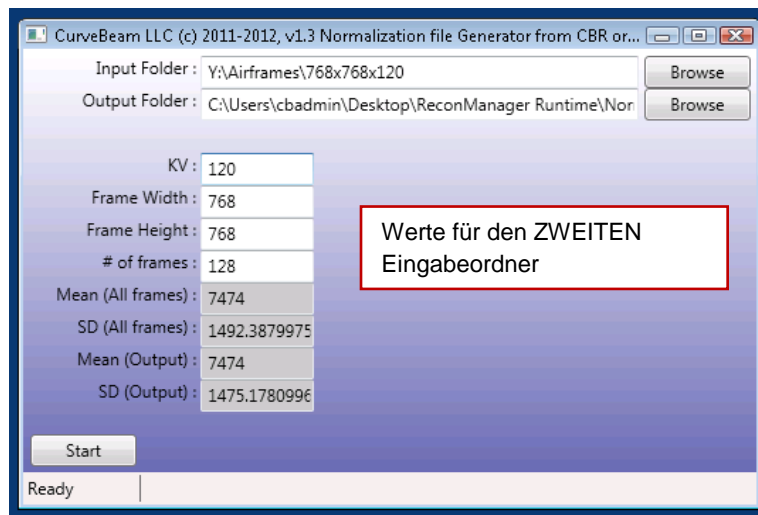 CurveBeam LLC (c) 2011-2012, v1.3 Normalization file Generator from CBR or...
Input Folder : Y:\Airframes\768x768x120 Browse
Output Folder : C:\Users\cbadmin\Desktop\ReconManager Runtime\Nor Browse
KV : 120
Frame Width : 768
Frame Height : 768
# of frames : 128
Mean (All frames) : 7474
SD (All frames) : 1492.3879975
Mean (Output) : 7474
SD (Output) : 1475.1780996
Werte für den ZWEITEN
Eingabeordner
Start
Ready